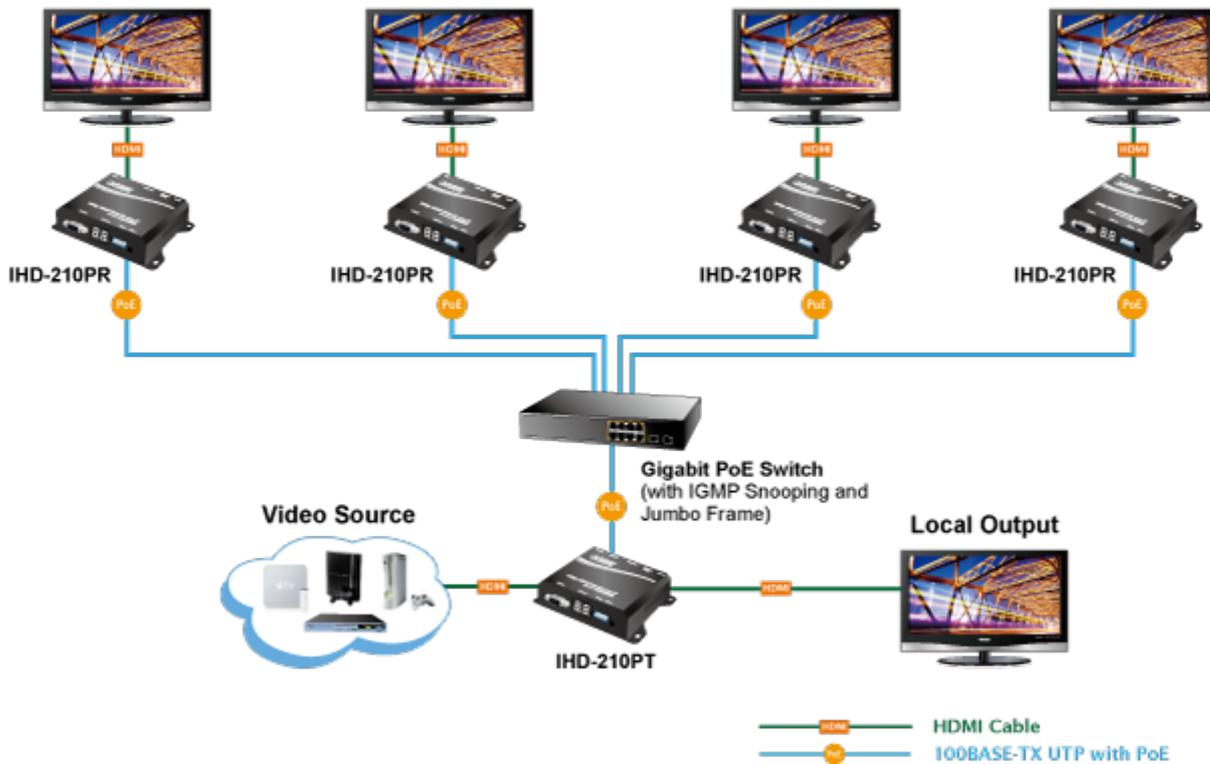 HDMI HDMI HDMI HDMI
IHD-210PR IHD-210PR IHD-210PR IHD-210PR
PoE PoE PoE PoE
Gigabit PoE Switch
(with IGMP Snooping and
Jumbo Frame)
PoE
Video Source
Local Output
HDMI
HDMI
IHD-210PT
HDMI HDMI Cable
PoE 100BASE-TX UTP with PoE